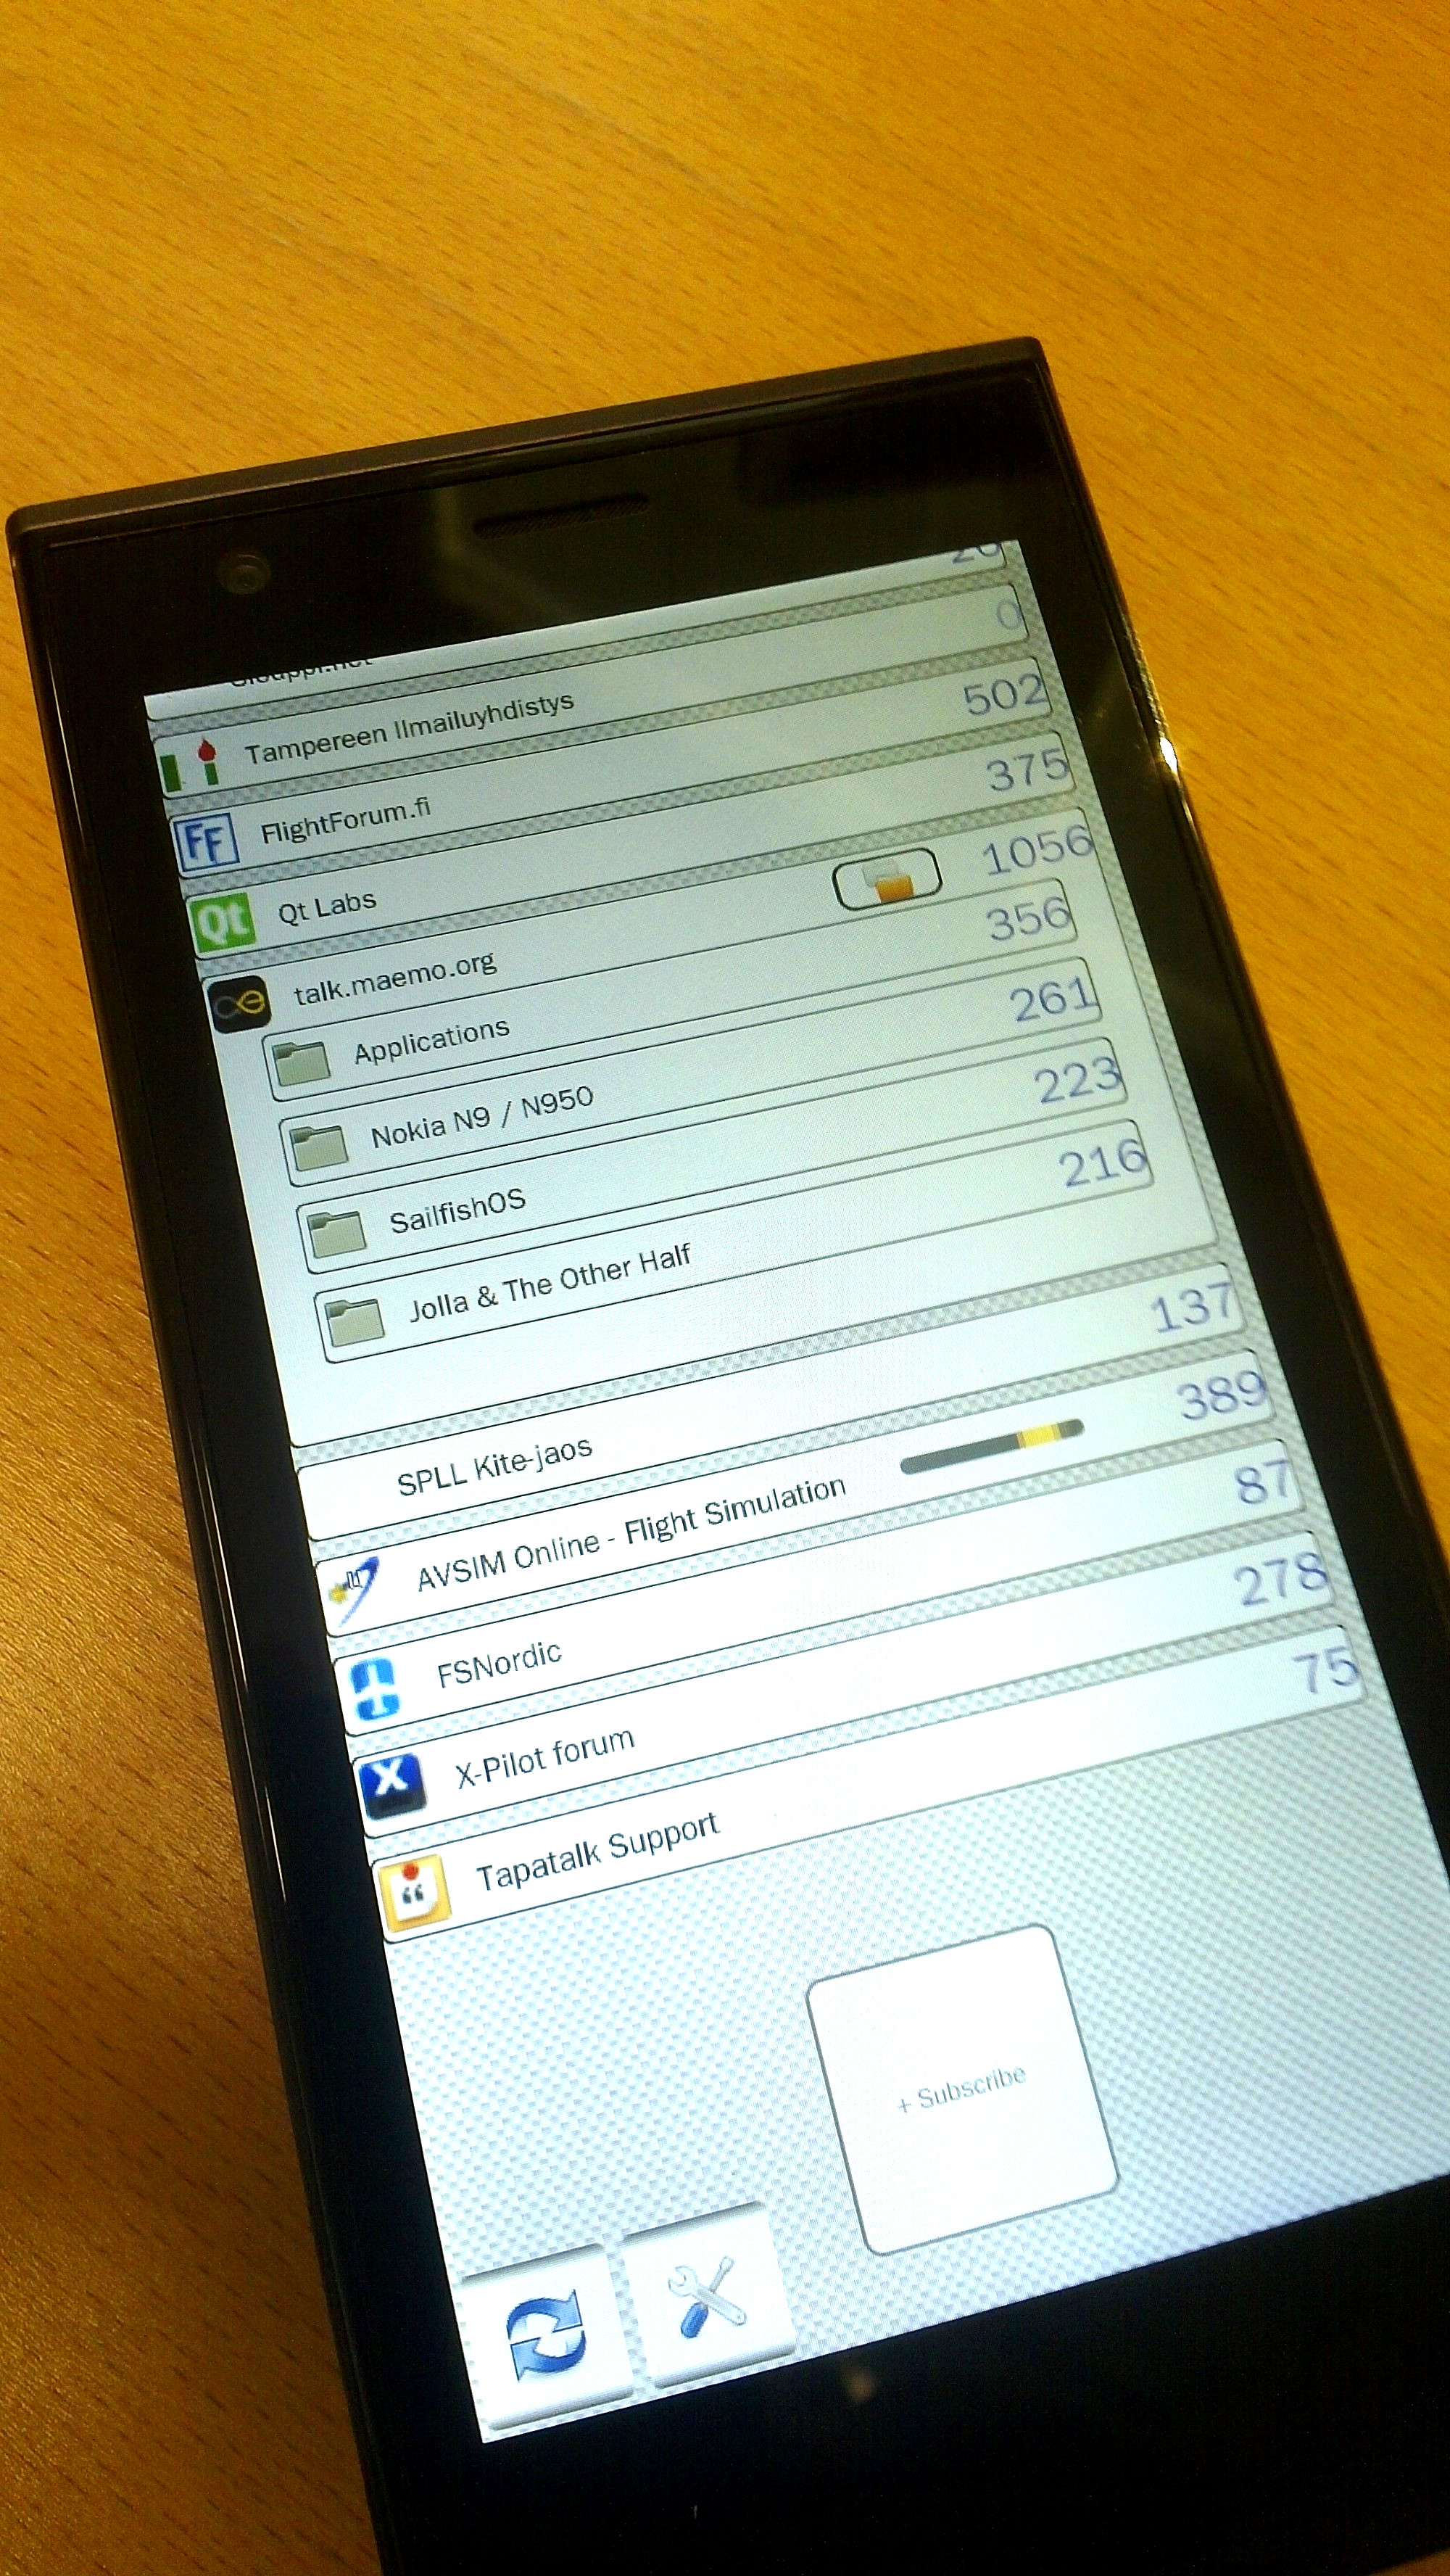 Tampereen Ilmailuyhdistys 0
FF FlightForum.fi 502
Qt Qt Labs 375
talk.maemo.org 1056
Applications 356
Nokia N9 / N950 261
SailfishOS 223
Jolla & The Other Half 216
SPLL Kite-jaos 137
AVSIM Online - Flight Simulation 389
FSNordic 87
X X-Pilot forum 278
Tapatalk Support 75
+ Subscribe